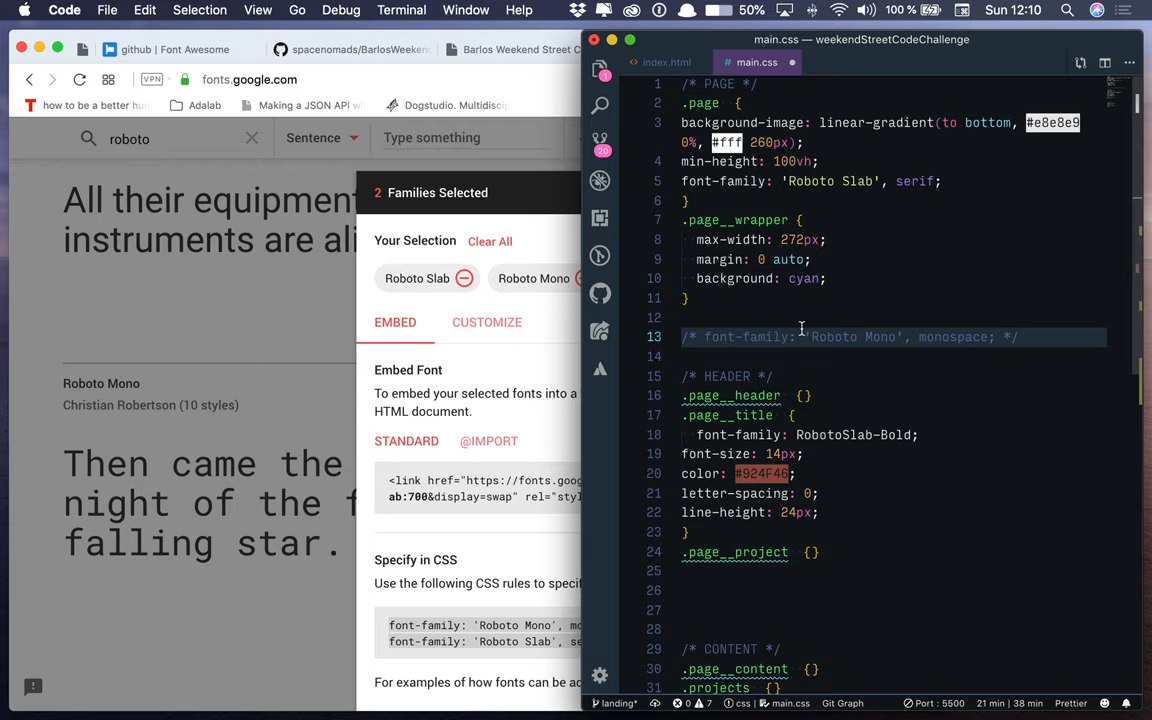 Code File Edit Selection View Go Debug Terminal Window Help 50% 100 % Sun 12:10
github | Font Awesome spacenomads/BarlosWeeken Barlos Weekend Street C
VPN fonts.google.com
how to be a better hu Adalab Making a JSON API wi Dogstudio. Multidiscip
roboto Sentence Type something
All their equipment
instruments are ali
Roboto Mono
Christian Robertson (10 styles)
Then came the
night of the f
falling star.
2 Families Selected
Your Selection Clear All
Roboto Slab Roboto Mono
EMBED CUSTOMIZE
Embed Font
To embed your selected fonts into a
HTML document.
STANDARD @IMPORT
<link href="https://fonts.goog
ab:700&display=swap" rel="styl
Specify in CSS
Use the following CSS rules to specif
font-family: 'Roboto Mono', mo
font-family: 'Roboto Slab', se
For examples of how fonts can be ad
main.css — weekendStreetCodeChallenge
index.html # main.css
1
20
1 /* PAGE */
2 .page {
3 background-image: linear-gradient(to bottom, #e8e8e9
0%, #fff 260px);
4 min-height: 100vh;
5 font-family: 'Roboto Slab', serif;
6 }
7 .page__wrapper {
8 max-width: 272px;
9 margin: 0 auto;
10 background: cyan;
11 }
12
13 /* font-family: 'Roboto Mono', monospace; */
14
15 /* HEADER */
16 .page__header {}
17 .page__title {
18 font-family: RobotoSlab-Bold;
19 font-size: 14px;
20 color: #924F46;
21 letter-spacing: 0;
22 line-height: 24px;
23 }
24 .page__project {}
25
26
27
28
29 /* CONTENT */
30 .page__content {}
31 .projects {}
landing* 0 7 css main.css Git Graph Port : 5500 21 min | 38 min Prettier